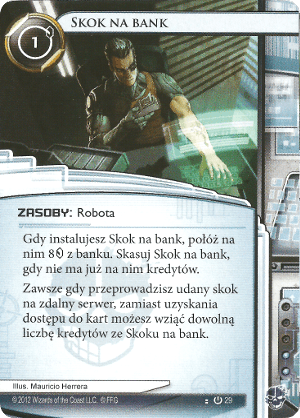 Skok na bank
1
Zasoby: Robota
Gdy instalujesz Skok na bank, połóż na
nim 8 z banku. Skasuj Skok na bank,
gdy nie ma już na nim kredytów.
Zawsze gdy przeprowadzisz udany skok
na zdalny serwer, zamiast uzyskania
dostępu do kart możesz wziąć dowolną
liczbę kredytów ze Skoku na bank.
Illus. Mauricio Herrera
© 2012 Wizards of the Coast LLC. © FFG
29